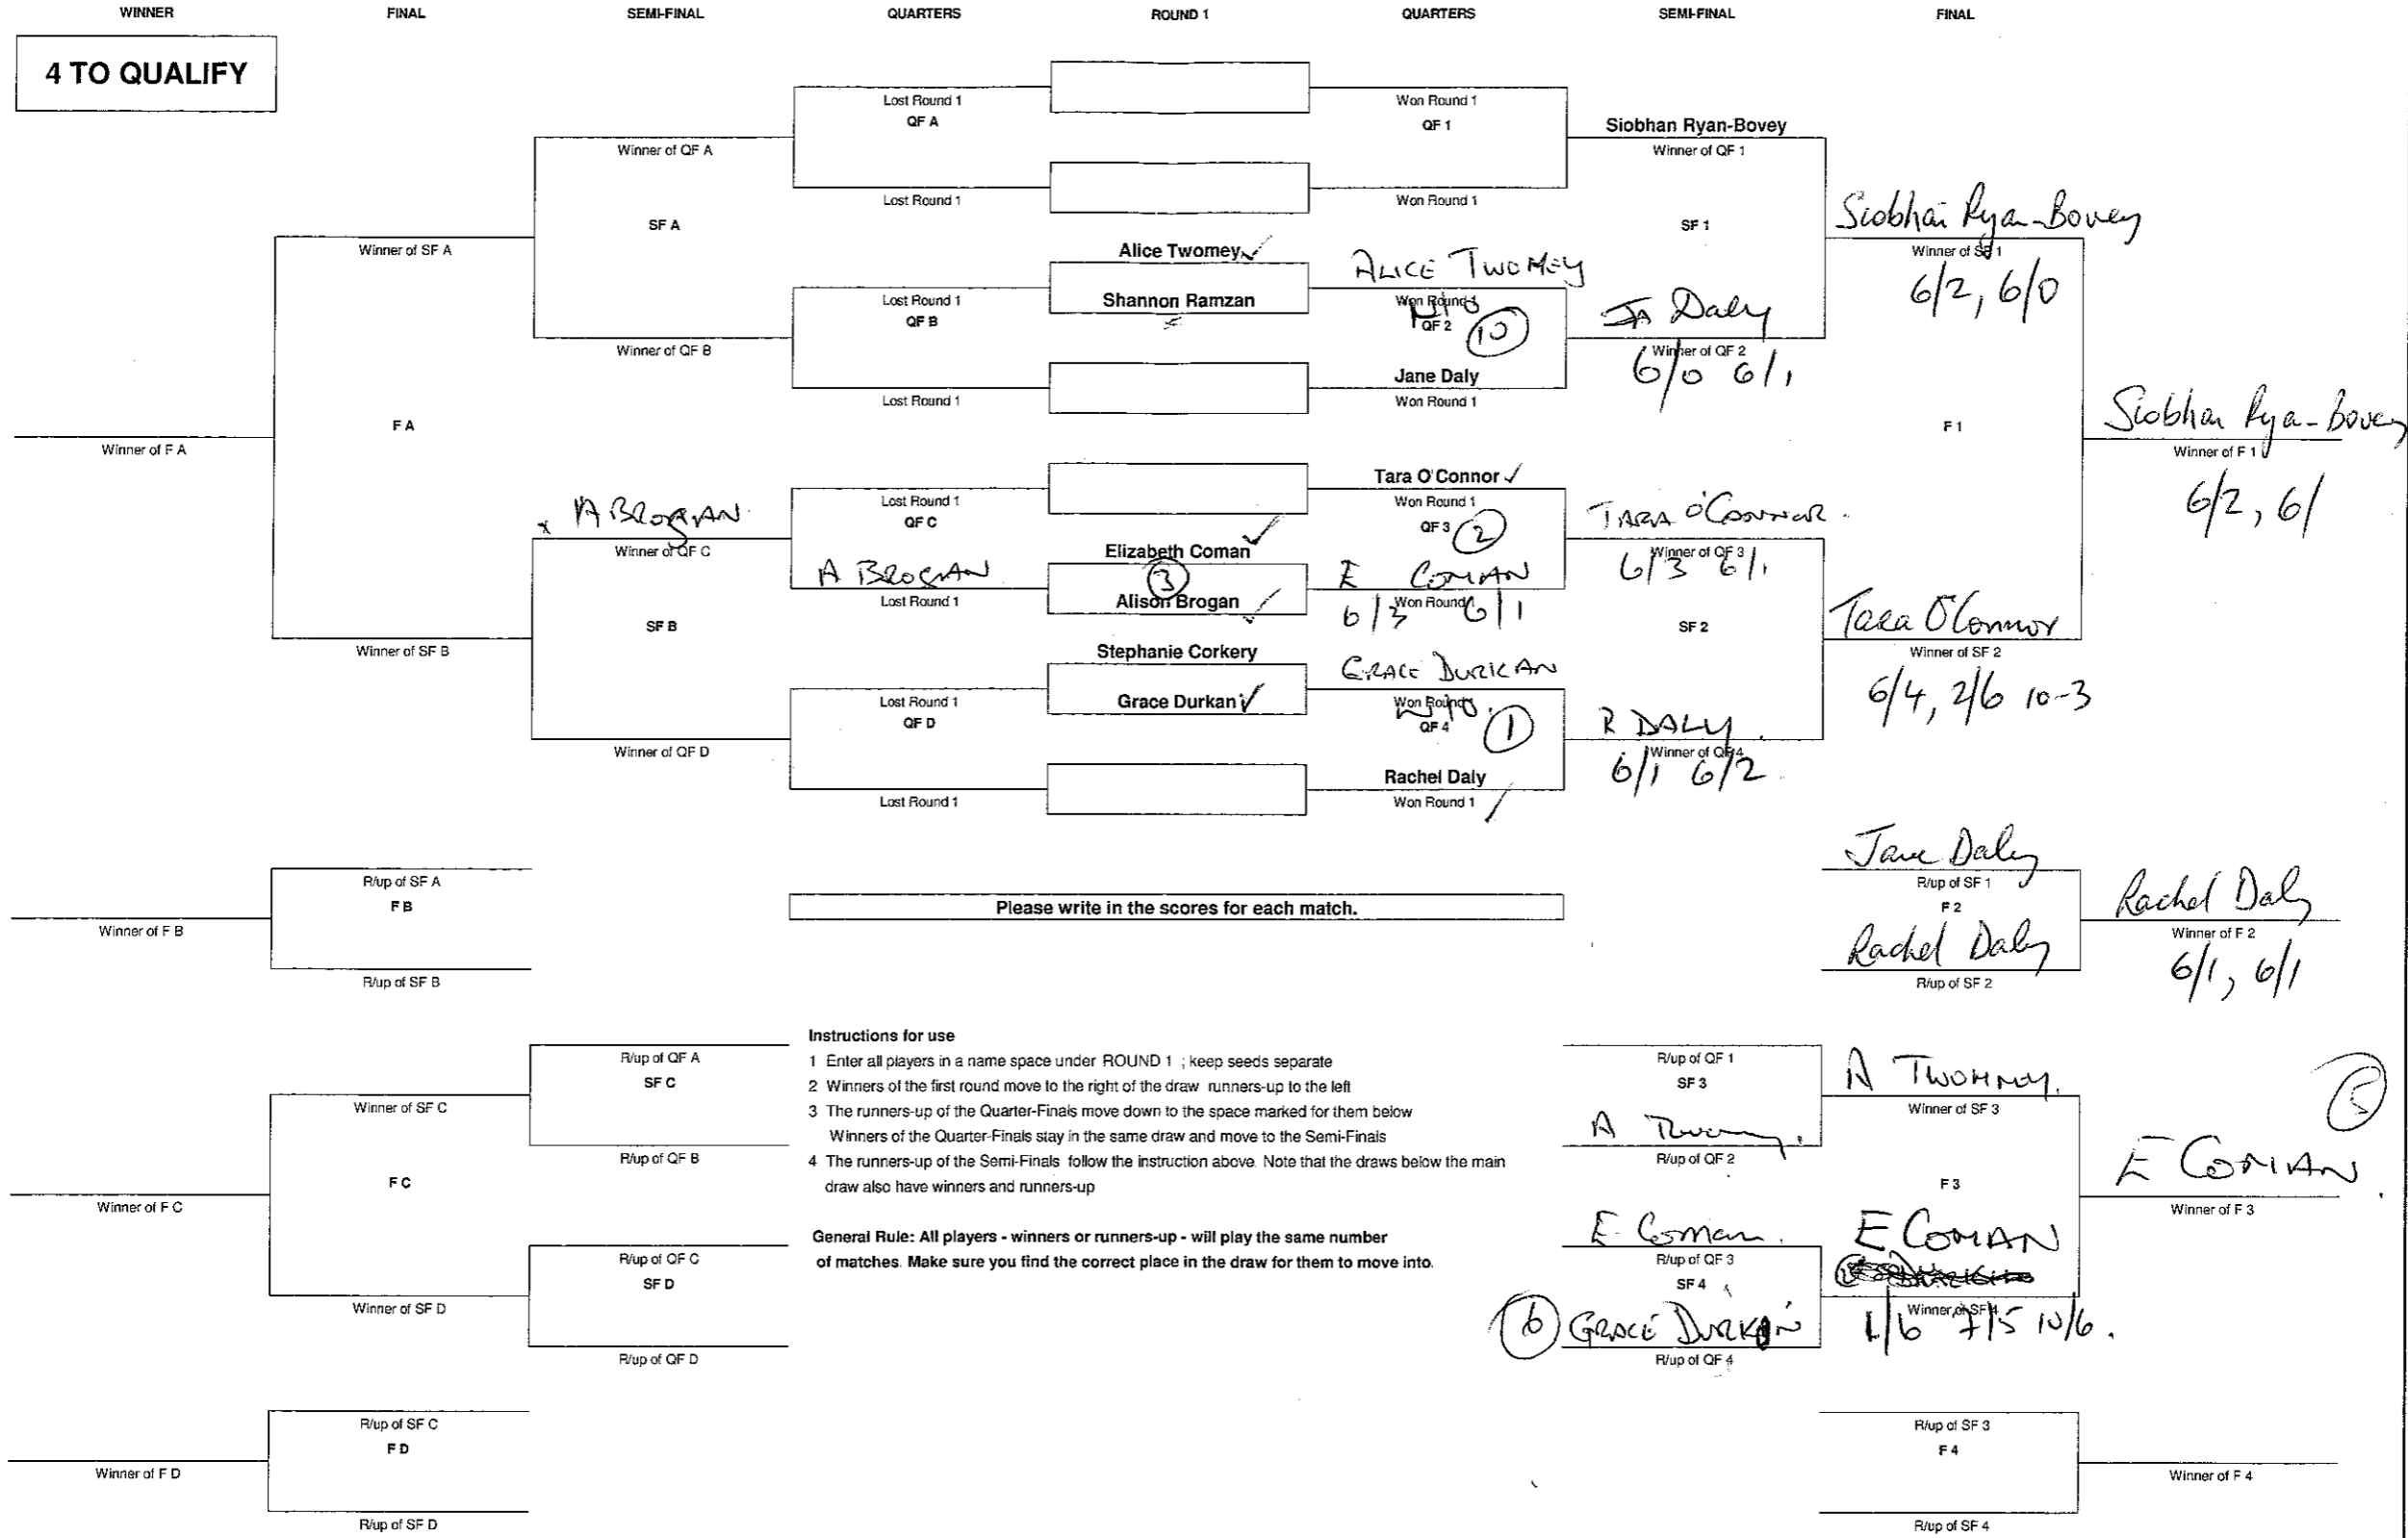 WINNER FINAL SEMI-FINAL QUARTERS ROUND 1 QUARTERS SEMI-FINAL FINAL
4 TO QUALIFY
Lost Round 1 Won Round 1
QF A QF 1
Siobhan Ryan-Bovey
Winner of QF A Winner of QF 1
Lost Round 1 Won Round 1
SF A SF 1 Siobhan Ryan-Bovey
Winner of SF A Alice Twomey ✓ Winner of SF 1
ALICE TWOMEY 6/2, 6/0
Lost Round 1 Shannon Ramzan Won Round 1
QF B W/O QF 2 10 Daly
Winner of QF B Winner of QF 2
6/0 6/1
Jane Daly
Lost Round 1 Won Round 1
F A F 1 Siobhan Rya-Bovey
Winner of F A Winner of F 1
6/2, 6/
Tara O'Connor ✓
Lost Round 1 Won Round 1
x A BROGAN QF C QF 3 2 TARA O'CONNOR
Winner of QF C Elizabeth Coman ✓ Winner of QF 3
A BROGAN 3 E COMAN 6/3 6/1
Lost Round 1 Alison Brogan ✓ Won Round 1
6/3 6/1
SF B SF 2 Tara O'Connor
Winner of SF B Stephanie Corkery Winner of SF 2
GRACE DURKAN
Lost Round 1 Grace Durkan ✓ Won Round 1 6/4, 2/6 10-3
QF D W/O. QF 4 1 R DALY
Winner of QF D Winner of QF 4
Rachel Daly 6/1 6/2
Lost Round 1 Won Round 1
Jane Daly
R/up of SF A R/up of SF 1
F B Please write in the scores for each match. F 2 Rachel Daly
Winner of F B Winner of F 2
Rachel Daly 6/1, 6/1
R/up of SF B R/up of SF 2
Instructions for use
R/up of QF A 1 Enter all players in a name space under ROUND 1 ; keep seeds separate R/up of QF 1
SF C 2 Winners of the first round move to the right of the draw runners-up to the left SF 3 A TWOMEY.
Winner of SF C 3 The runners-up of the Quarter-Finals move down to the space marked for them below Winner of SF 3
Winners of the Quarter-Finals stay in the same draw and move to the Semi-Finals A Twomey.
R/up of QF B 4 The runners-up of the Semi-Finals follow the instruction above. Note that the draws below the main R/up of QF 2
draw also have winners and runners-up
F C F 3 E COMAN
Winner of F C Winner of F 3
General Rule: All players - winners or runners-up - will play the same number E Coman. E COMAN
R/up of QF C of matches. Make sure you find the correct place in the draw for them to move into. R/up of QF 3
SF D SF 4
Winner of SF D Winner of SF 4
6 GRACE DURKAN 1/6 7/5 10/6.
R/up of QF D R/up of QF 4
R/up of SF C R/up of SF 3
F D F 4
Winner of F D Winner of F 4
R/up of SF D R/up of SF 4